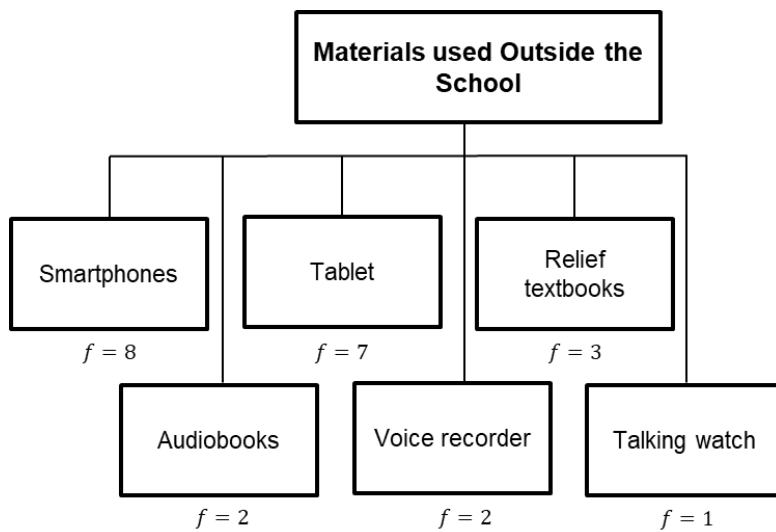 Materials used Outside the
School
Smartphones
Tablet
Relief
textbooks
f = 8
f = 7
f = 3
Audiobooks
Voice recorder
Talking watch
f = 2
f = 2
f = 1